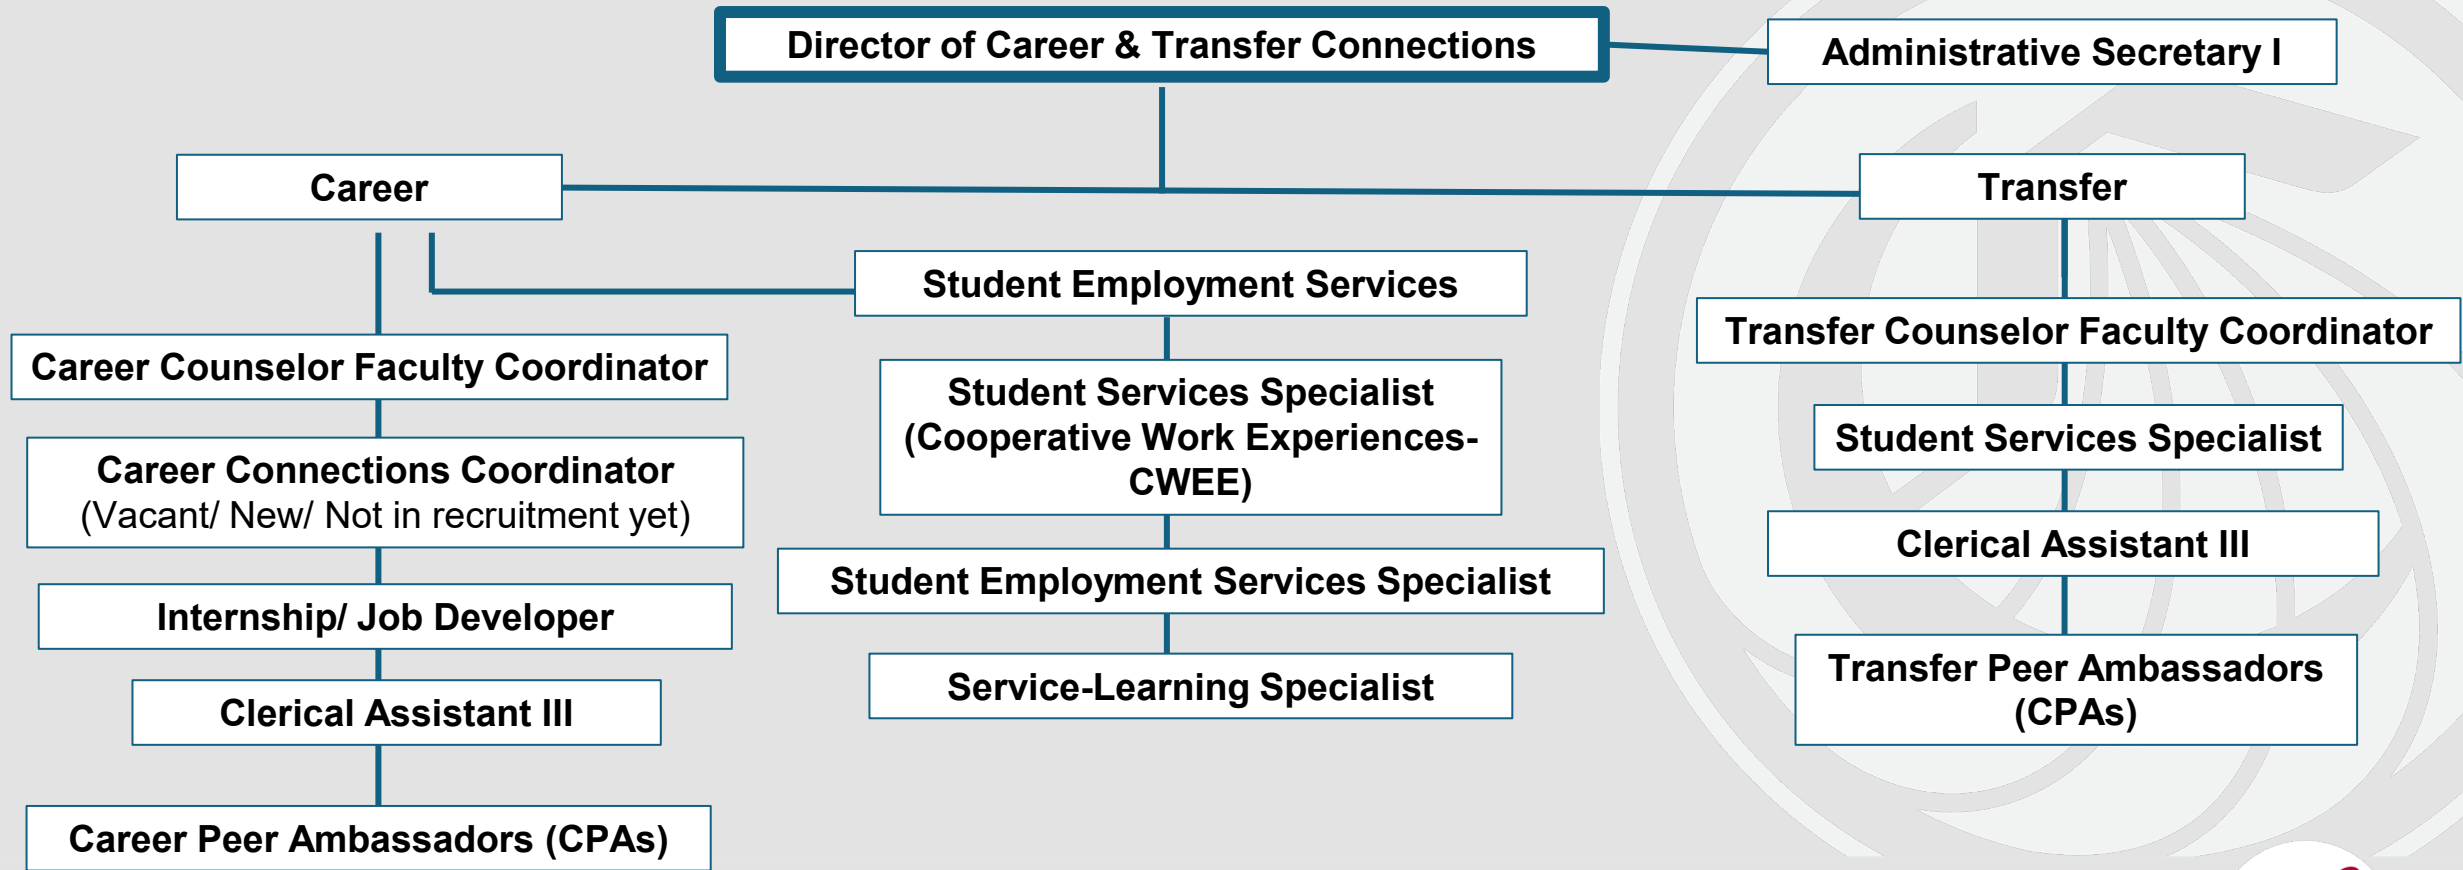 Director of Career & Transfer Connections
Administrative Secretary I
Career
Transfer
Student Employment Services
Career Counselor Faculty Coordinator
Career Connections Coordinator
(Vacant/ New/ Not in recruitment yet)
Internship/ Job Developer
Clerical Assistant III
Career Peer Ambassadors (CPAs)
Student Services Specialist
(Cooperative Work Experiences-
CWEE)
Student Employment Services Specialist
Service-Learning Specialist
Transfer Counselor Faculty Coordinator
Student Services Specialist
Clerical Assistant III
Transfer Peer Ambassadors
(CPAs)